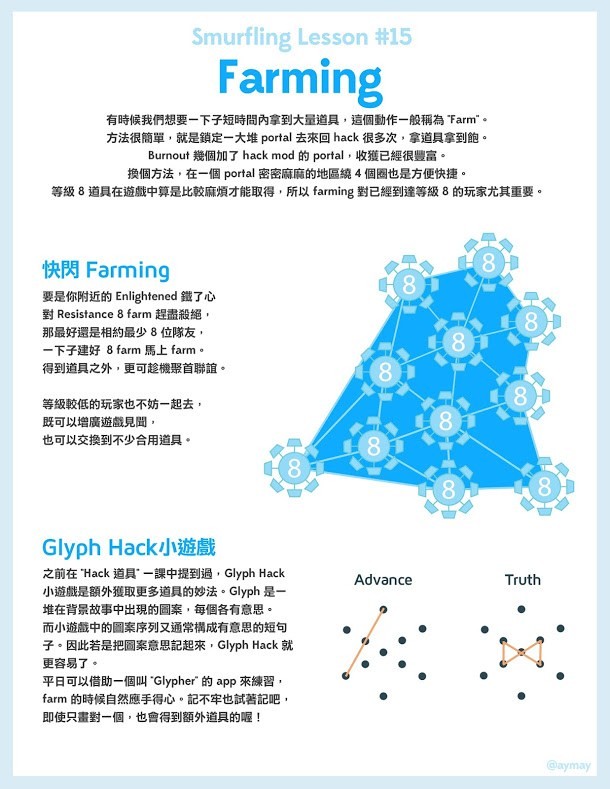 Smurfling Lesson #15
Farming
有時候我們想要一下子短時間內拿到大量道具，這個動作一般稱為 "Farm"。
方法很簡單，就是鎖定一大堆 portal 去來回 hack 很多次，拿道具拿到飽。
Burnout 幾個加了 hack mod 的 portal，收獲已經很豐富。
換個方法，在一個 portal 密密麻麻的地區繞 4 個圈也是方便快捷。
等級 8 道具在遊戲中算是比較麻煩才能取得，所以 farming 對已經到達等級 8 的玩家尤其重要。
快閃 Farming
要是你附近的 Enlightened 鐵了心
對 Resistance 8 farm 趕盡殺絕，
那最好還是相約最少 8 位隊友，
一下子建好 8 farm 馬上 farm。
得到道具之外，更可趁機聚首聯誼。
等級較低的玩家也不妨一起去，
既可以增廣遊戲見聞，
也可以交換到不少合用道具。
8
8
8
8
8
8
8
8
8
8
8
Glyph Hack小遊戲
之前在 "Hack 道具" 一課中提到過，Glyph Hack
小遊戲是額外獲取更多道具的妙法。Glyph 是一
堆在背景故事中出現的圖案，每個各有意思。
而小遊戲中的圖案序列又通常構成有意思的短句
子。因此若是把圖案意思記起來，Glyph Hack 就
更容易了。
平日可以借助一個叫 "Glypher" 的 app 來練習，
farm 的時候自然應手得心。記不牢也試著記吧，
即使只畫對一個，也會得到額外道具的喔！
Advance
Truth
@aymay